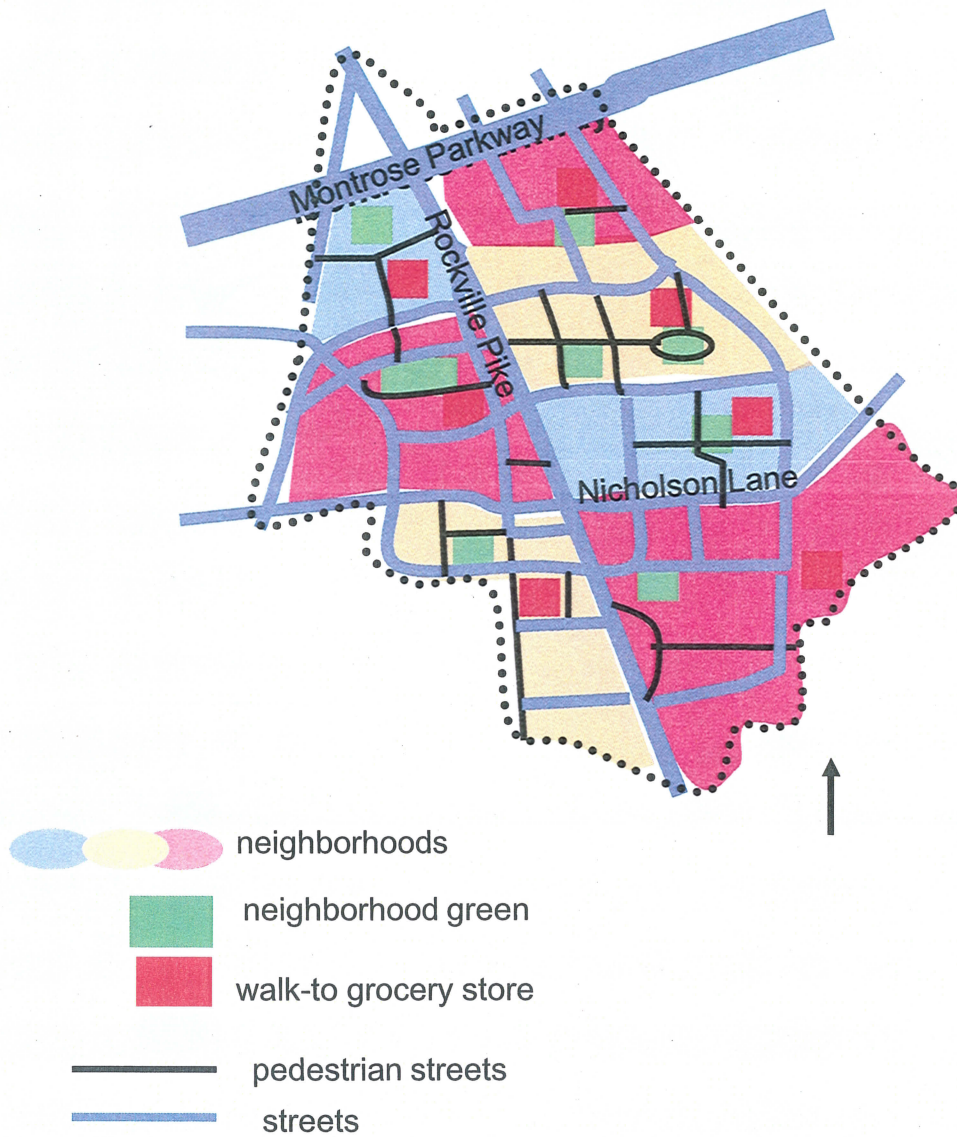 Montrose Parkway
Rockville Pike
Nicholson Lane
neighborhoods
neighborhood green
walk-to grocery store
pedestrian streets
streets